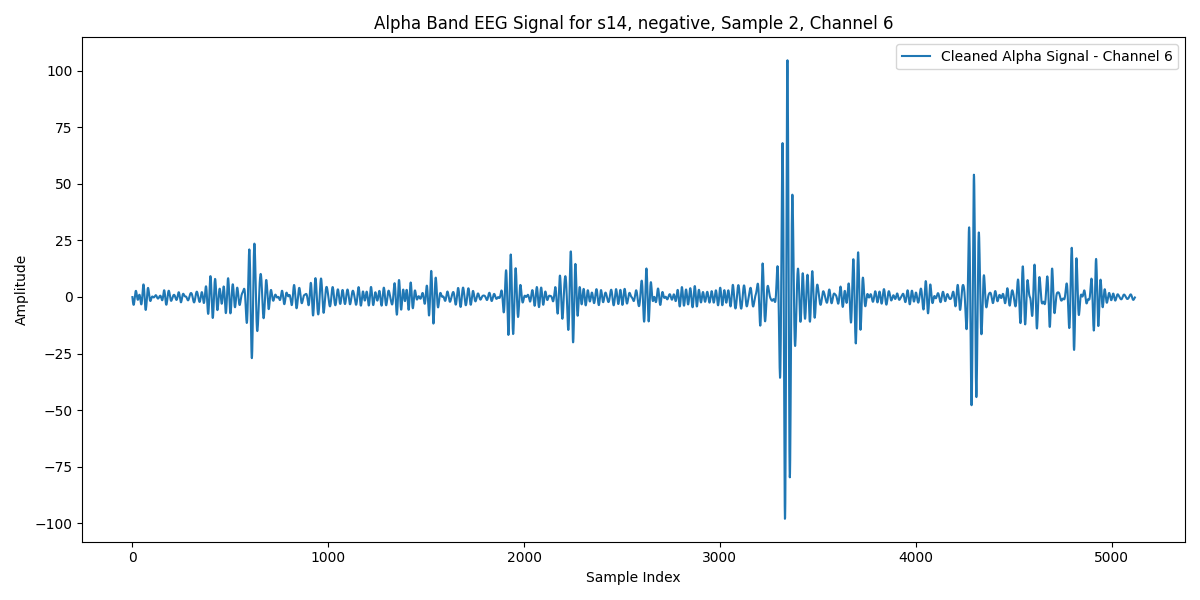 Alpha Band EEG Signal for s14, negative, Sample 2, Channel 6
Cleaned Alpha Signal - Channel 6
100
75
50
25
0
−25
−50
−75
−100
Amplitude
0 1000 2000 3000 4000 5000
Sample Index